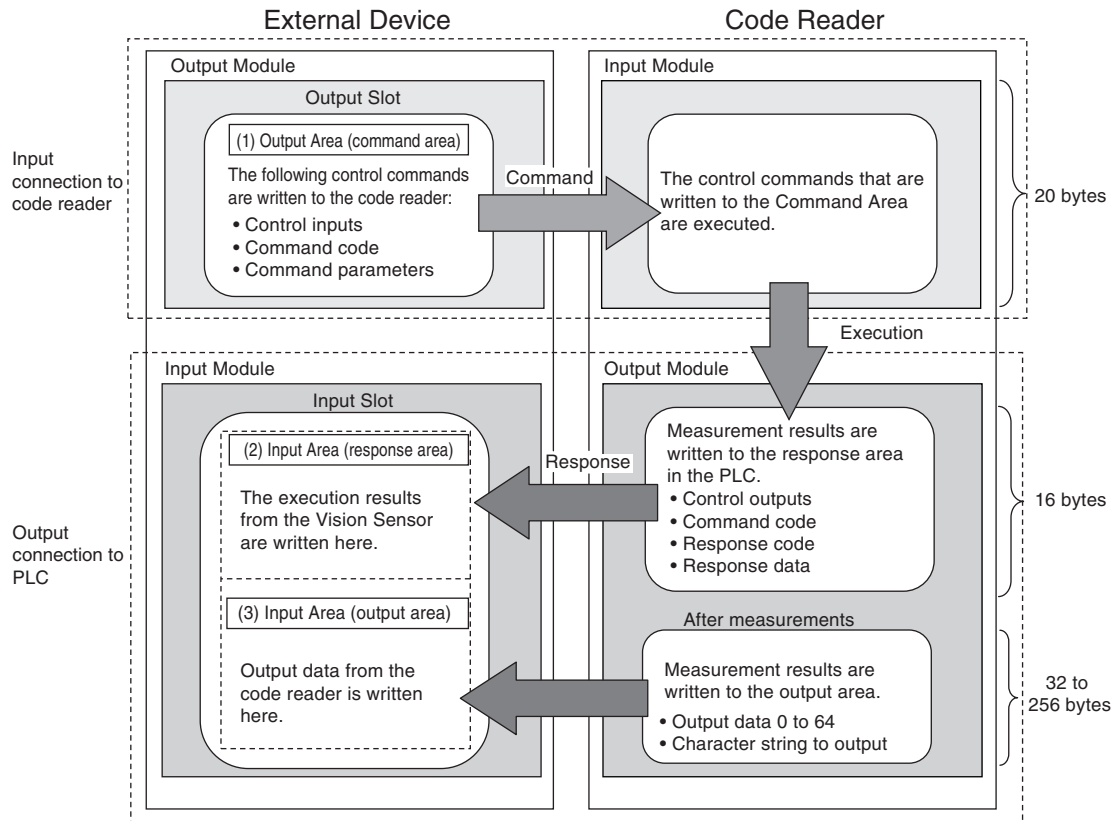 External Device
Code Reader
Output Module
Output Slot
(1) Output Area (command area)
The following control commands
are written to the code reader:
• Control inputs
• Command code
• Command parameters
Input
connection to
code reader
Command
Input Module
The control commands that are
written to the Command Area
are executed.
20 bytes
Execution
Input Module
Input Slot
(2) Input Area (response area)
The execution results
from the Vision Sensor
are written here.
Response
Output Module
Measurement results are
written to the response area
in the PLC.
• Control outputs
• Command code
• Response code
• Response data
16 bytes
Output
connection to
PLC
(3) Input Area (output area)
Output data from the
code reader is written
here.
After measurements
Measurement results are
written to the output area.
• Output data 0 to 64
• Character string to output
32 to
256 bytes